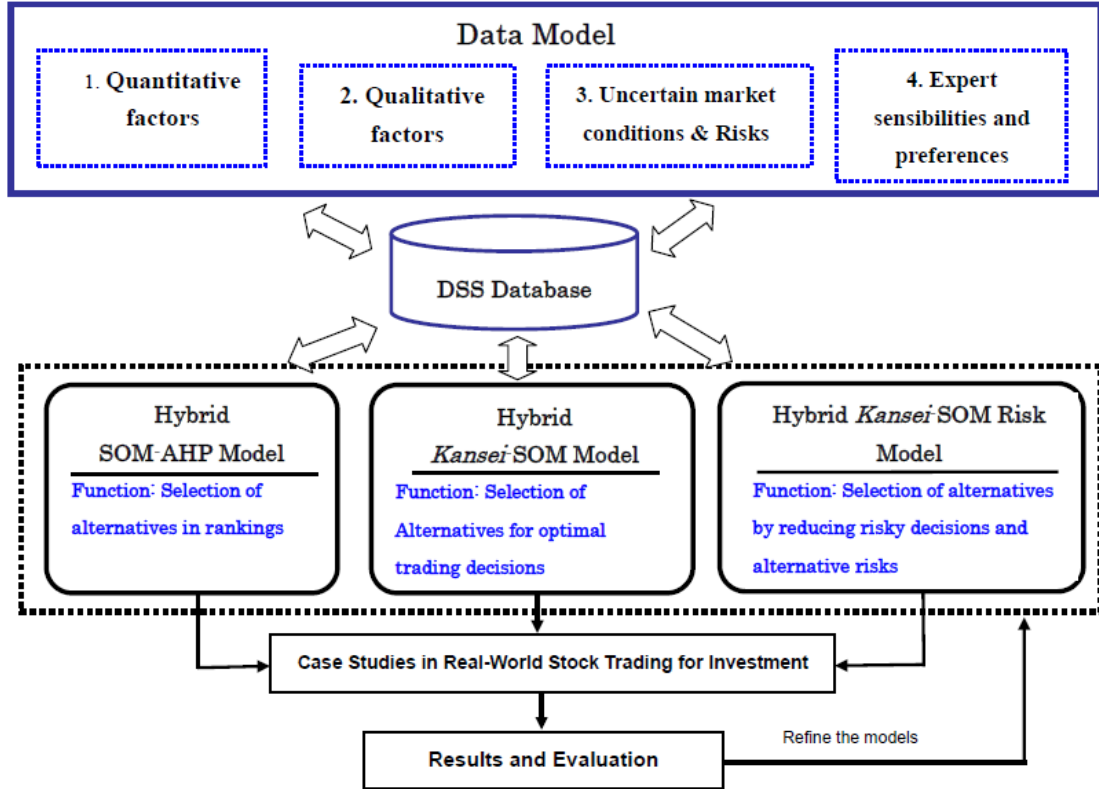 Data Model
1. Quantitative
factors
2. Qualitative
factors
3. Uncertain market
conditions & Risks
4. Expert
sensibilities and
preferences
DSS Database
Hybrid
SOM-AHP Model
Function: Selection of
alternatives in rankings
Hybrid
Kansei-SOM Model
Function: Selection of
Alternatives for optimal
trading decisions
Hybrid Kansei-SOM Risk
Model
Function: Selection of alternatives
by reducing risky decisions and
alternative risks
Case Studies in Real-World Stock Trading for Investment
Results and Evaluation
Refine the models